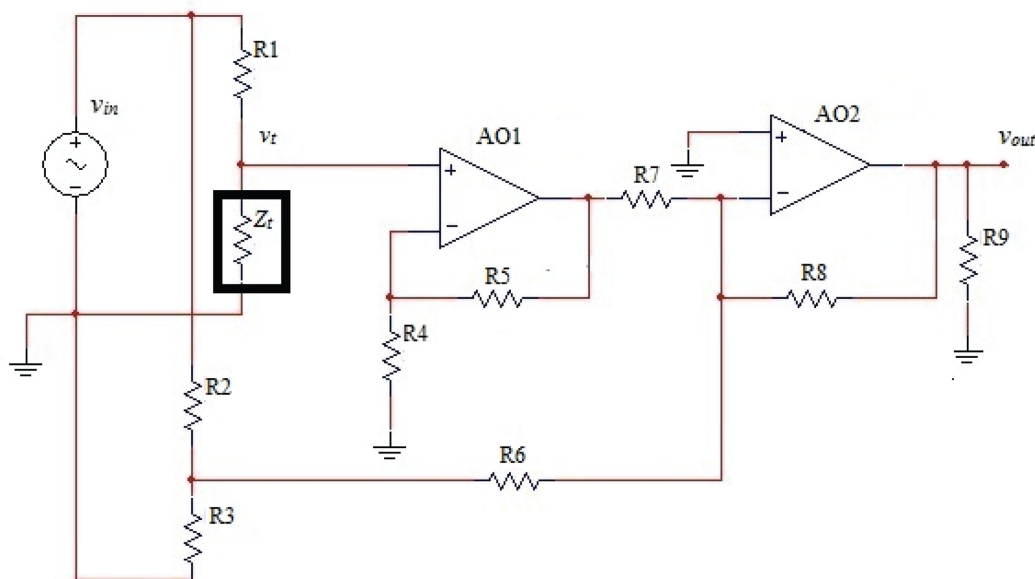 R1
AO2
v_in
v_out
v_t
AO1
+
+
−
R7
+
−
Z_t
−
R9
R5
R8
R4
R2
R6
R3